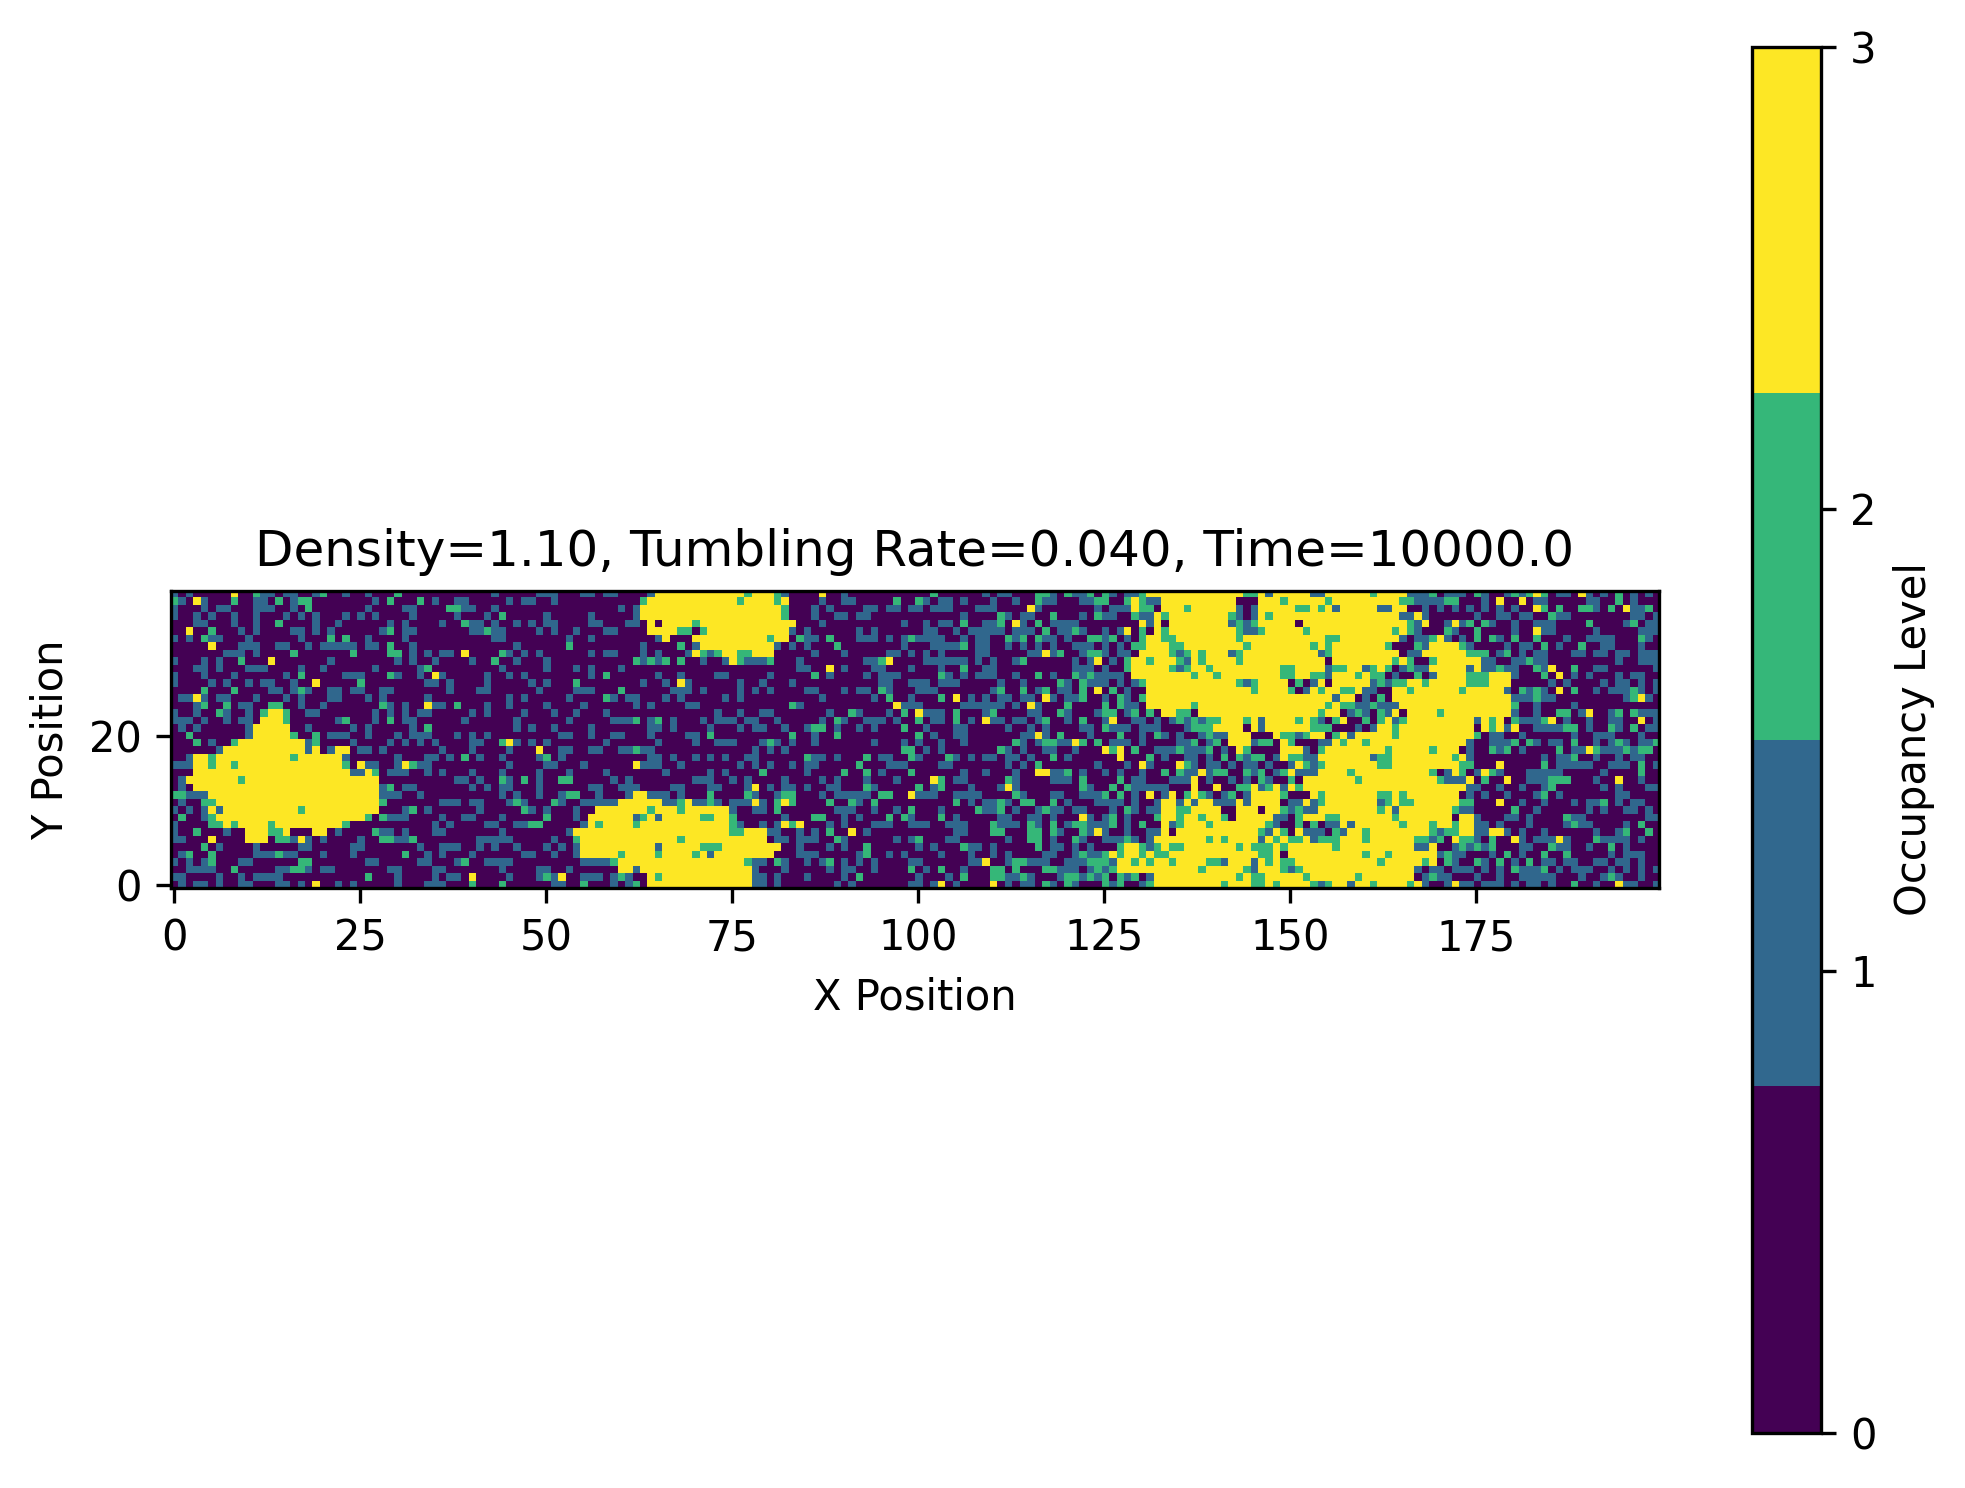 Density=1.10, Tumbling Rate=0.040, Time=10000.0
Y Position
20
0
0 25 50 75 100 125 150 175
X Position
3
2
1
0
Occupancy Level